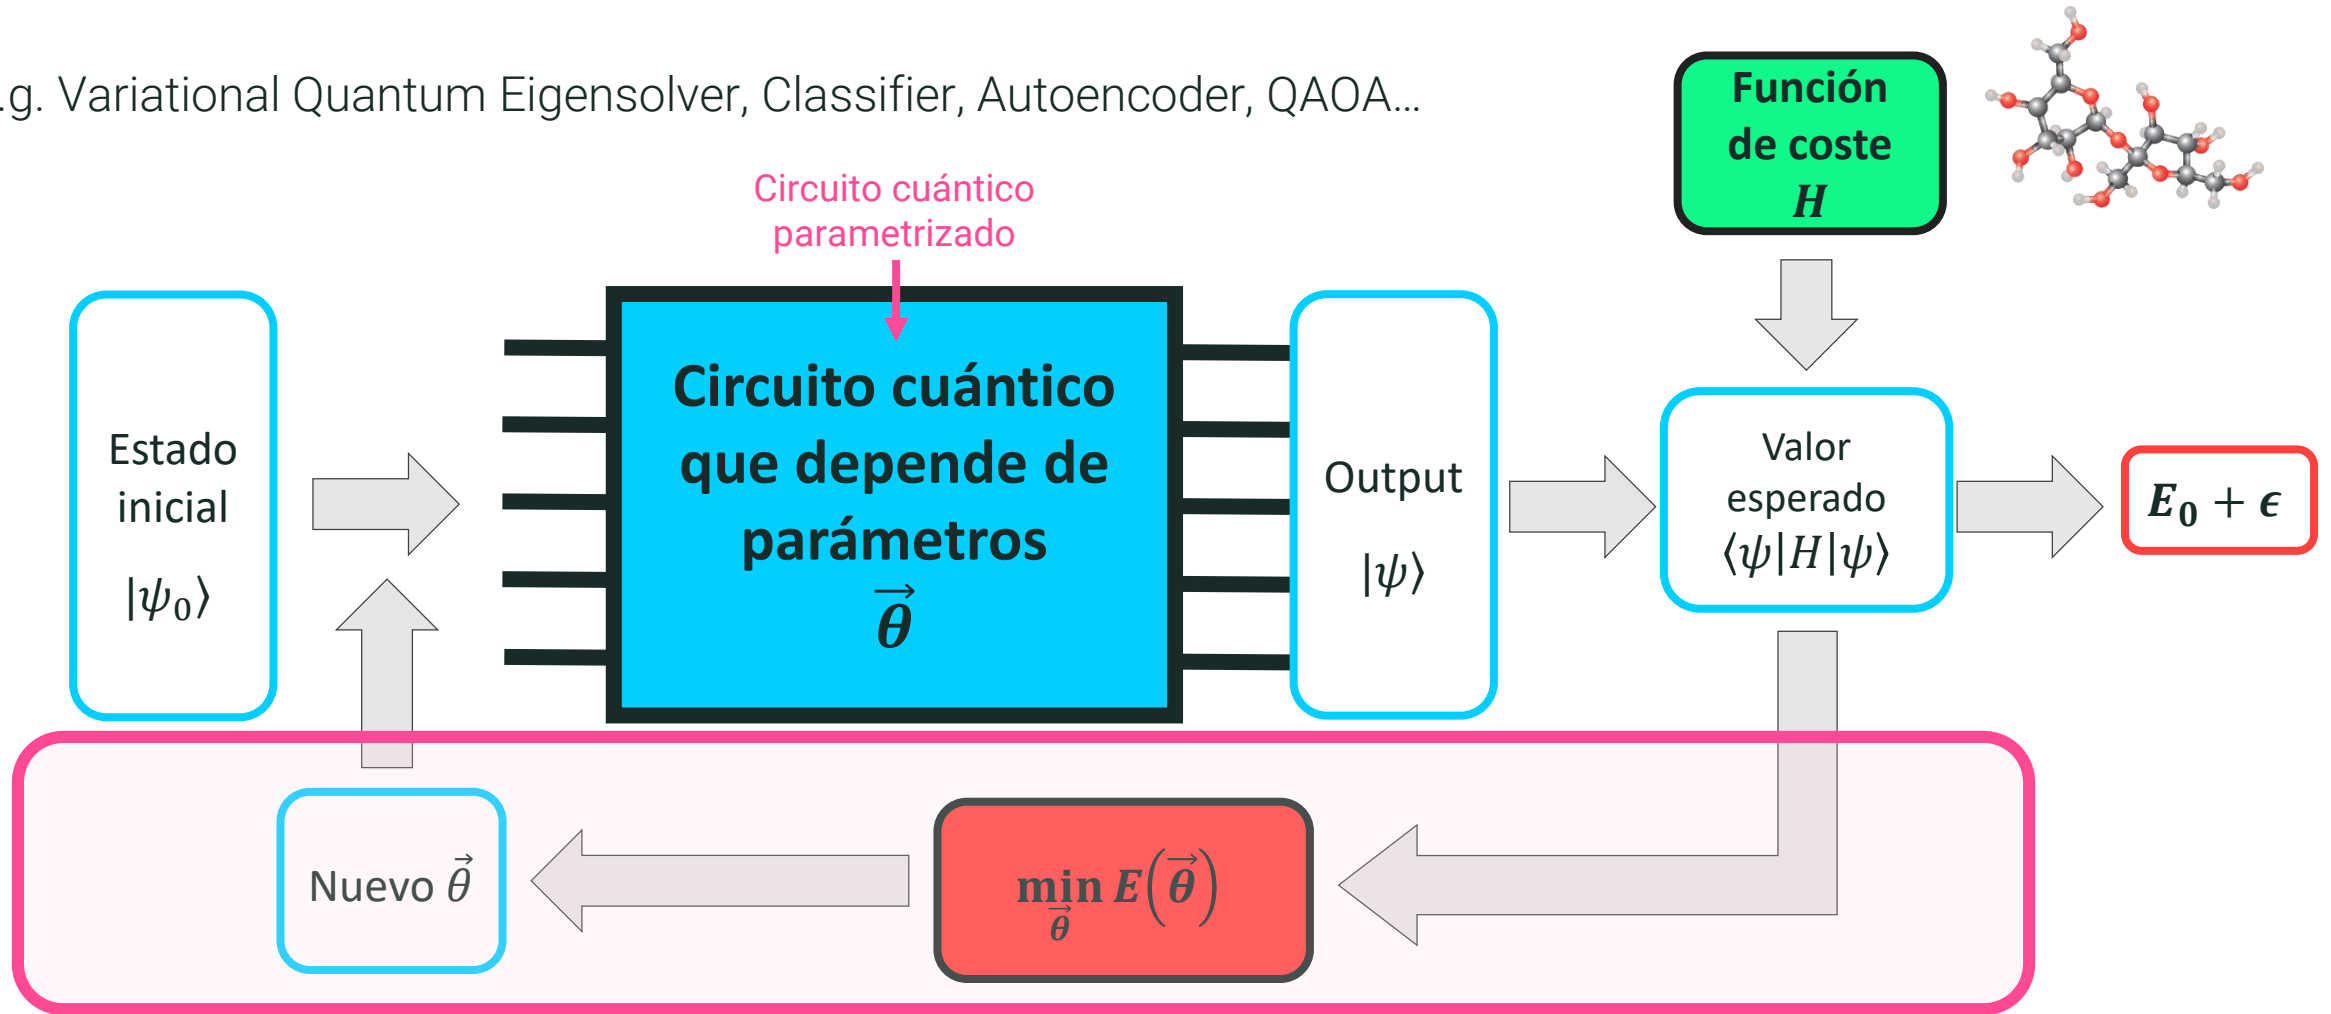 .g. Variational Quantum Eigensolver, Classifier, Autoencoder, QAOA...
Función
de coste
H
Circuito cuántico
parametrizado
Estado
inicial
|ψ₀⟩
Circuito cuántico
que depende de
parámetros
θ⃗
Output
|ψ⟩
Valor
esperado
⟨ψ|H|ψ⟩
E₀ + ϵ
Nuevo θ⃗
min E(θ⃗)
θ⃗